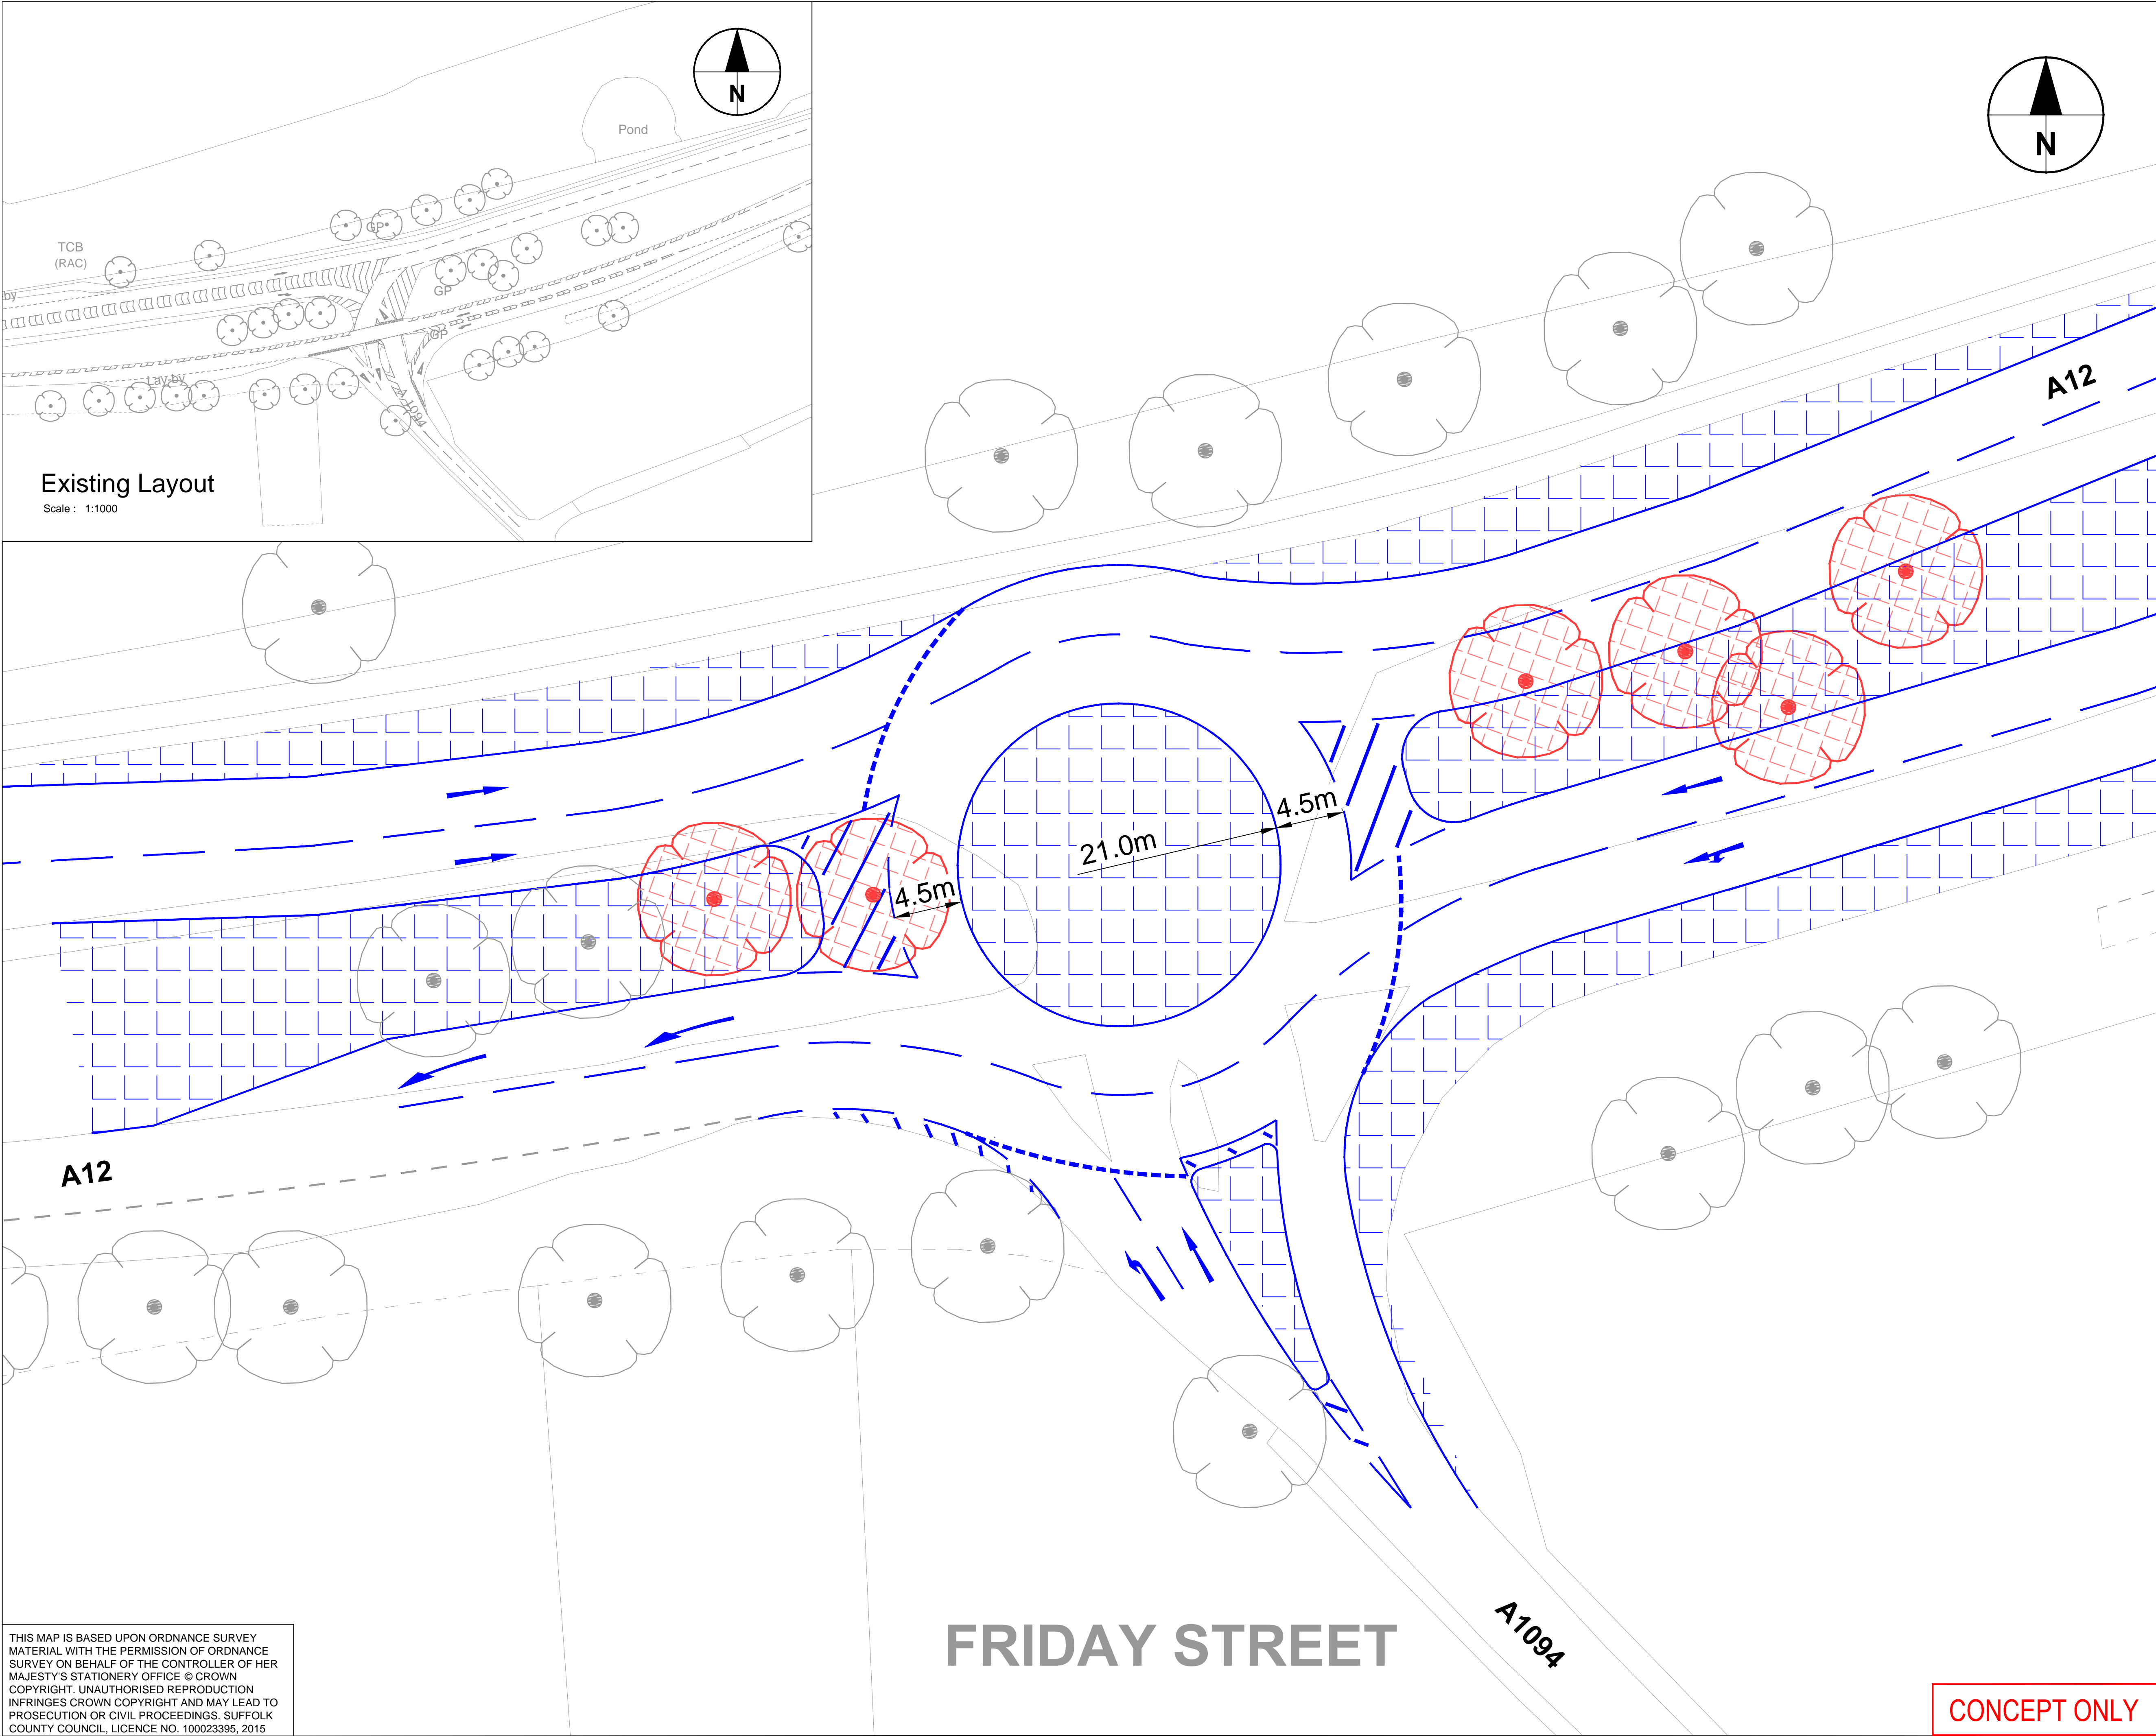 N
Pond
GP
TCB
(RAC)
by
GP
GP
Lay-by
A1094
Existing Layout
Scale : 1:1000
N
A12
4.5m
21.0m
4.5m
A12
FRIDAY STREET
A1094
THIS MAP IS BASED UPON ORDNANCE SURVEY
MATERIAL WITH THE PERMISSION OF ORDNANCE
SURVEY ON BEHALF OF THE CONTROLLER OF HER
MAJESTY'S STATIONERY OFFICE © CROWN
COPYRIGHT. UNAUTHORISED REPRODUCTION
INFRINGES CROWN COPYRIGHT AND MAY LEAD TO
PROSECUTION OR CIVIL PROCEEDINGS. SUFFOLK
COUNTY COUNCIL, LICENCE NO. 100023395, 2015
CONCEPT ONLY